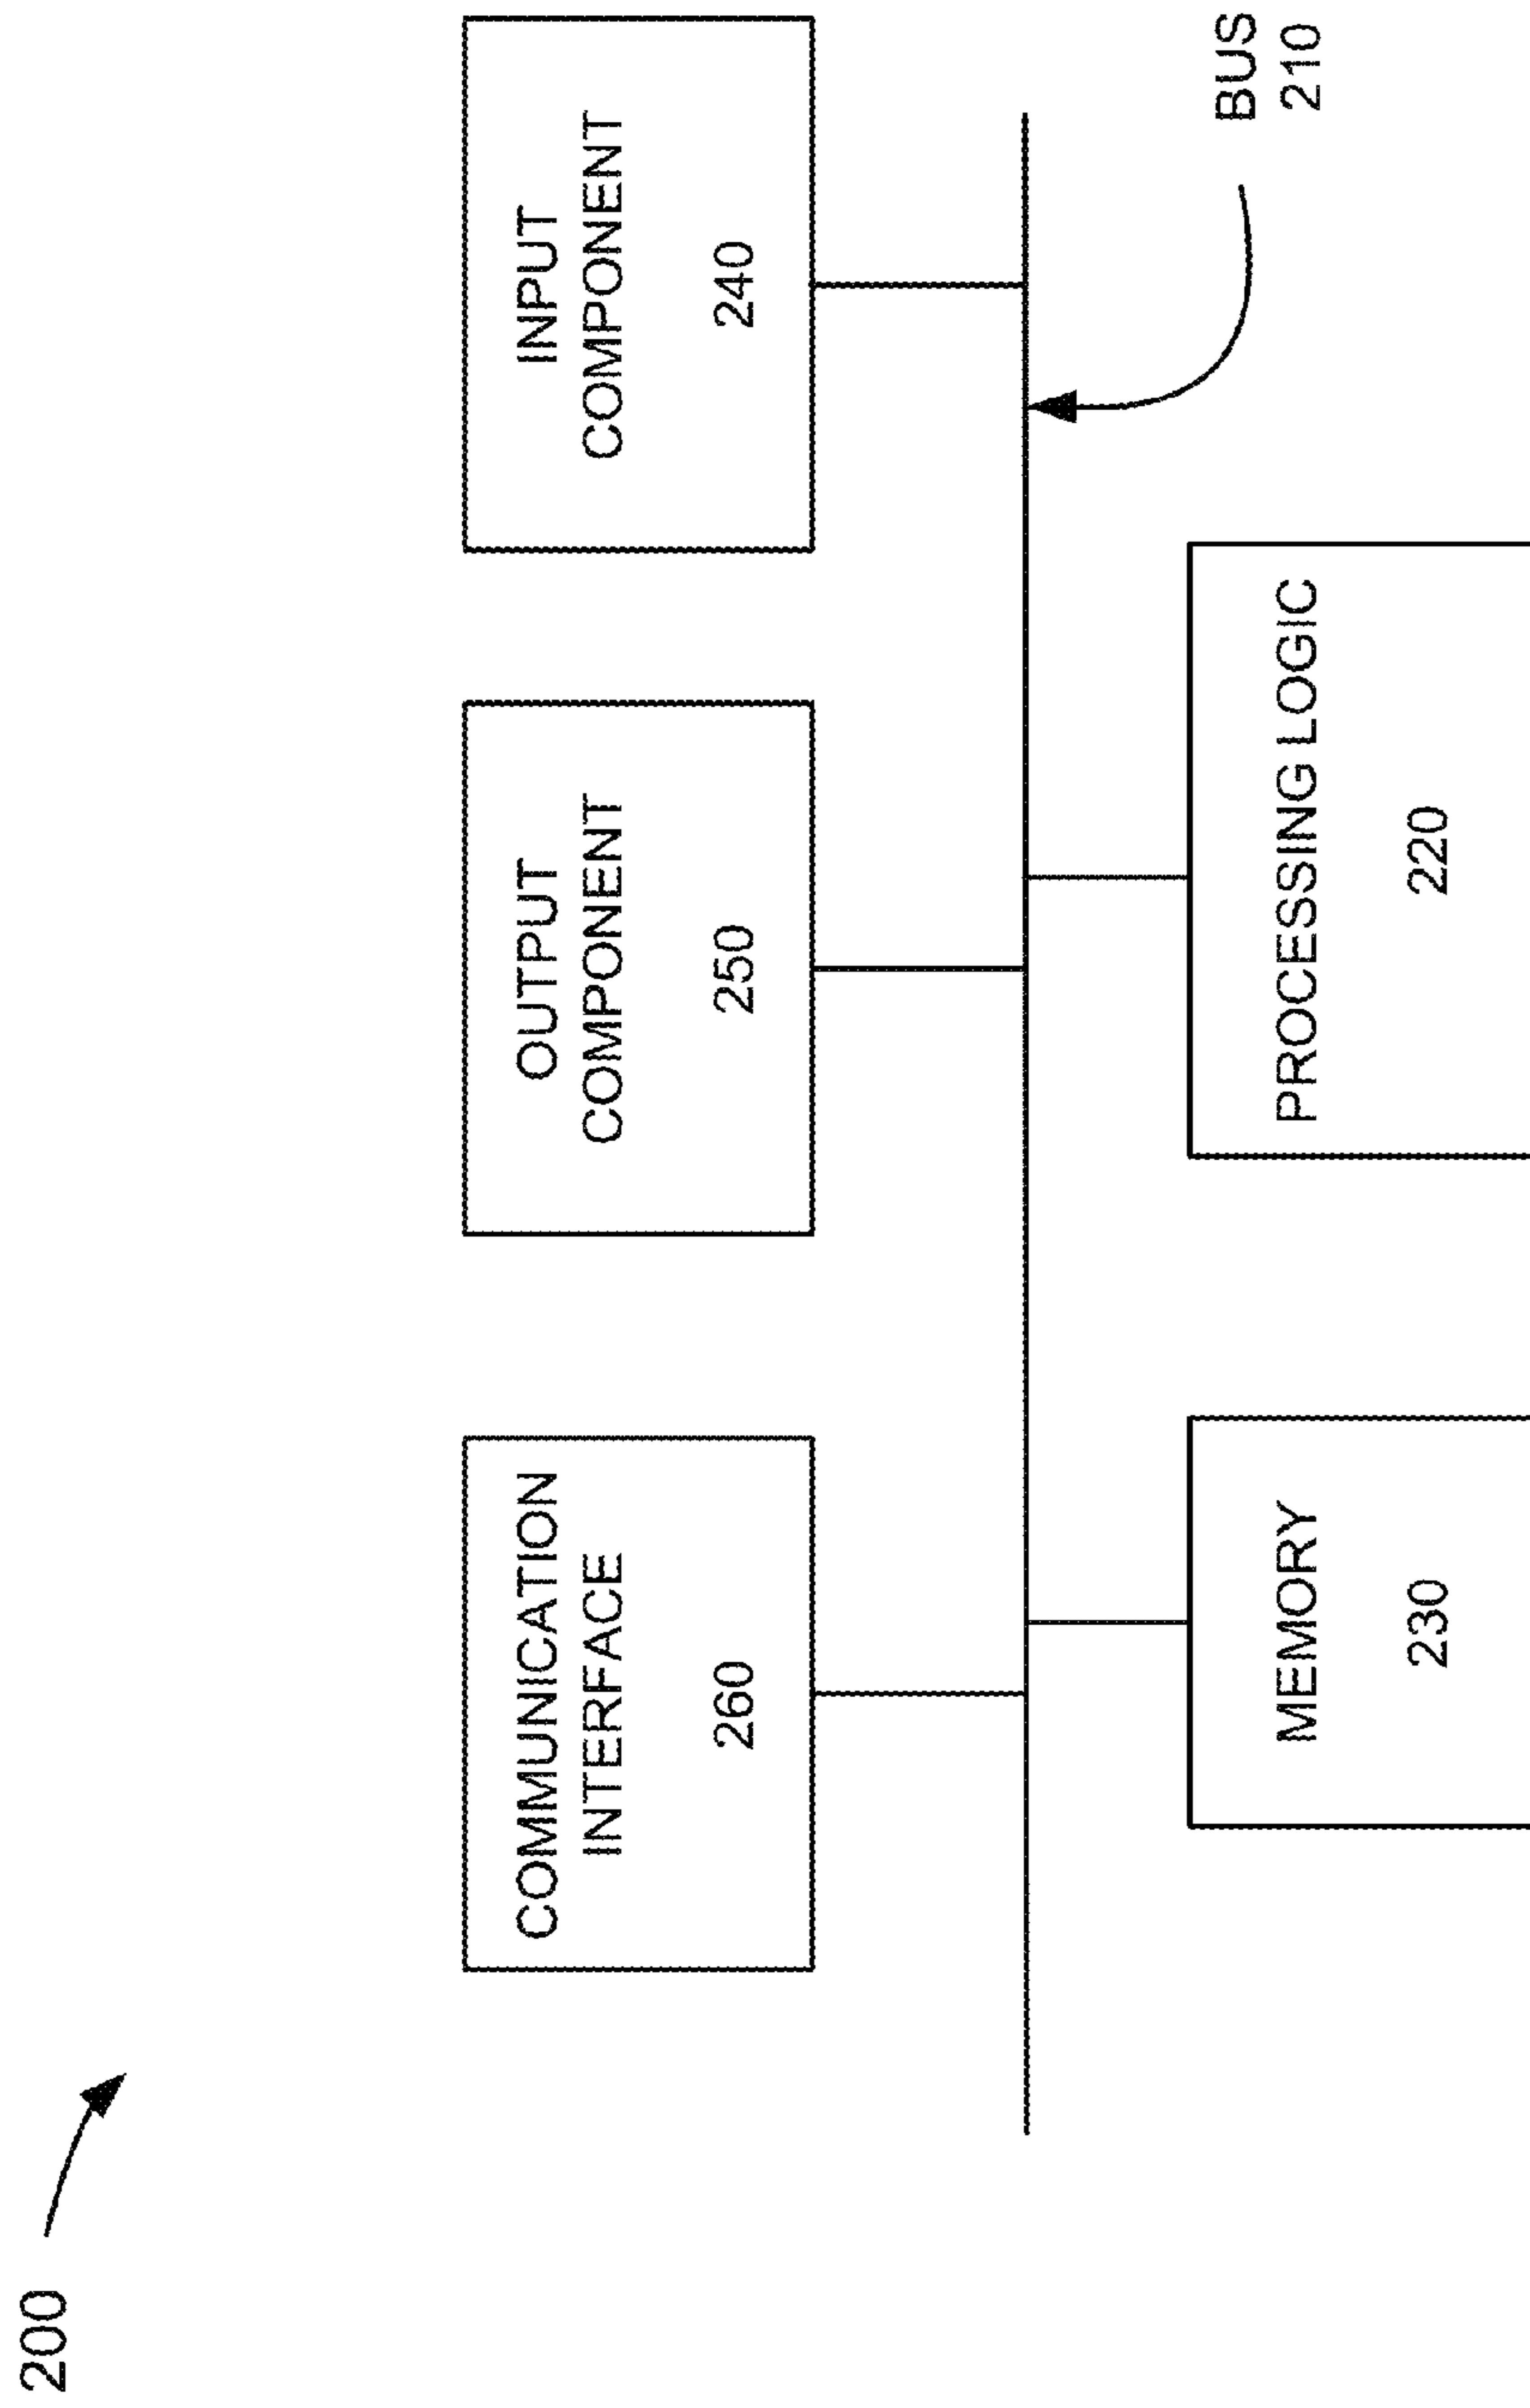 200
COMMUNICATION
INTERFACE
260
OUTPUT
COMPONENT
250
INPUT
COMPONENT
240
MEMORY
230
PROCESSING LOGIC
220
BUS
210